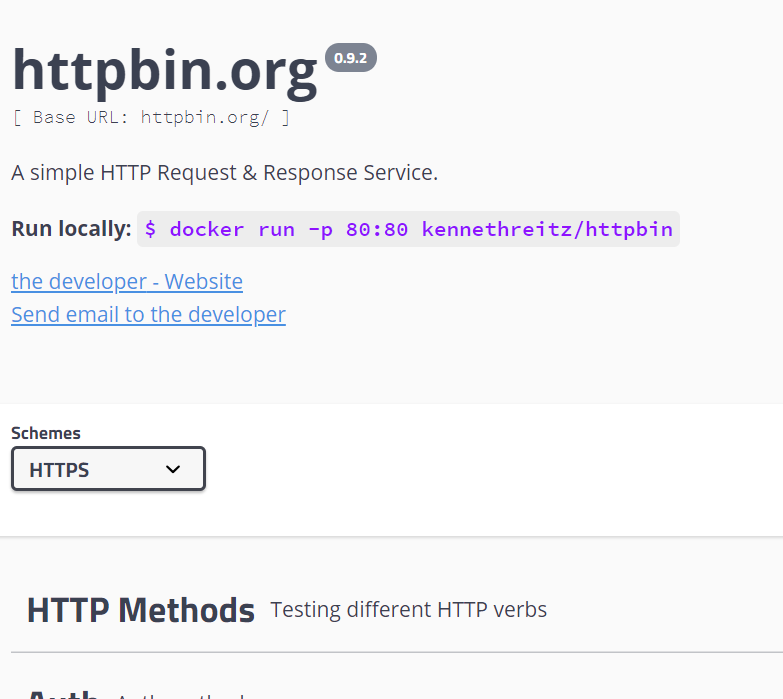 httpbin.org 0.9.2
[ Base URL: httpbin.org/ ]
A simple HTTP Request & Response Service.
Run locally: $ docker run -p 80:80 kennethreitz/httpbin
the developer - Website
Send email to the developer
Schemes
HTTPS
HTTP Methods Testing different HTTP verbs
Auth